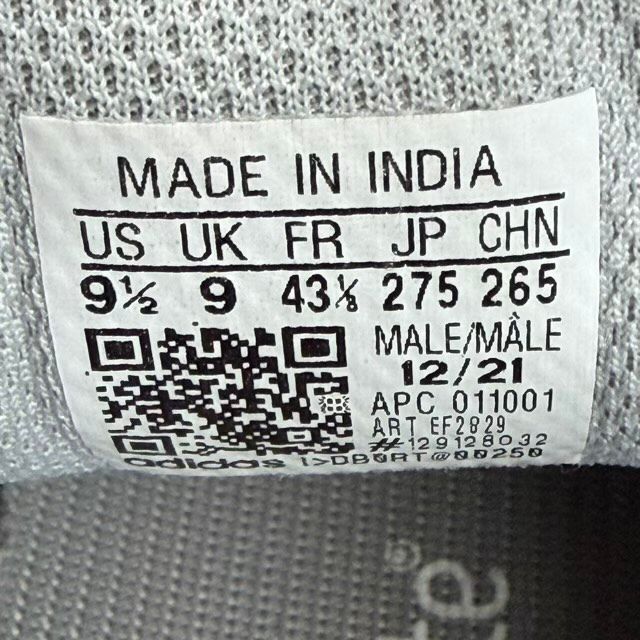 MADE IN INDIA
US UK FR JP CHN
9½ 9 43⅓ 275 265
MALE/MÂLE
12/21
APC 011001
ART EF2829
#129128032
adidas